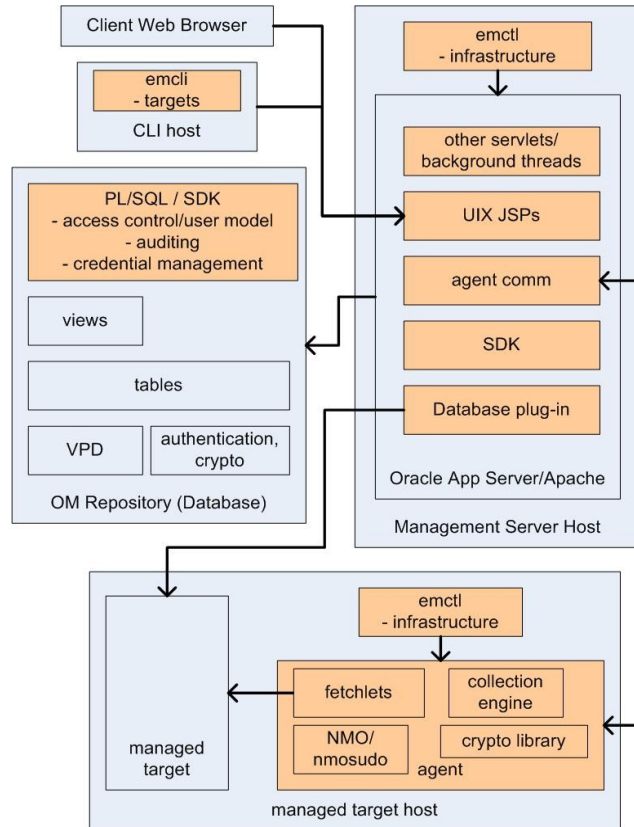 Client Web Browser
emcli
- targets
CLI host
PL/SQL / SDK
- access control/user model
- auditing
- credential management
views
tables
VPD
authentication,
crypto
OM Repository (Database)
emctl
- infrastructure
other servlets/
background threads
UIX JSPs
agent comm
SDK
Database plug-in
Oracle App Server/Apache
Management Server Host
managed
target
emctl
- infrastructure
fetchlets
collection
engine
NMO/
nmosudo
crypto library
agent
managed target host